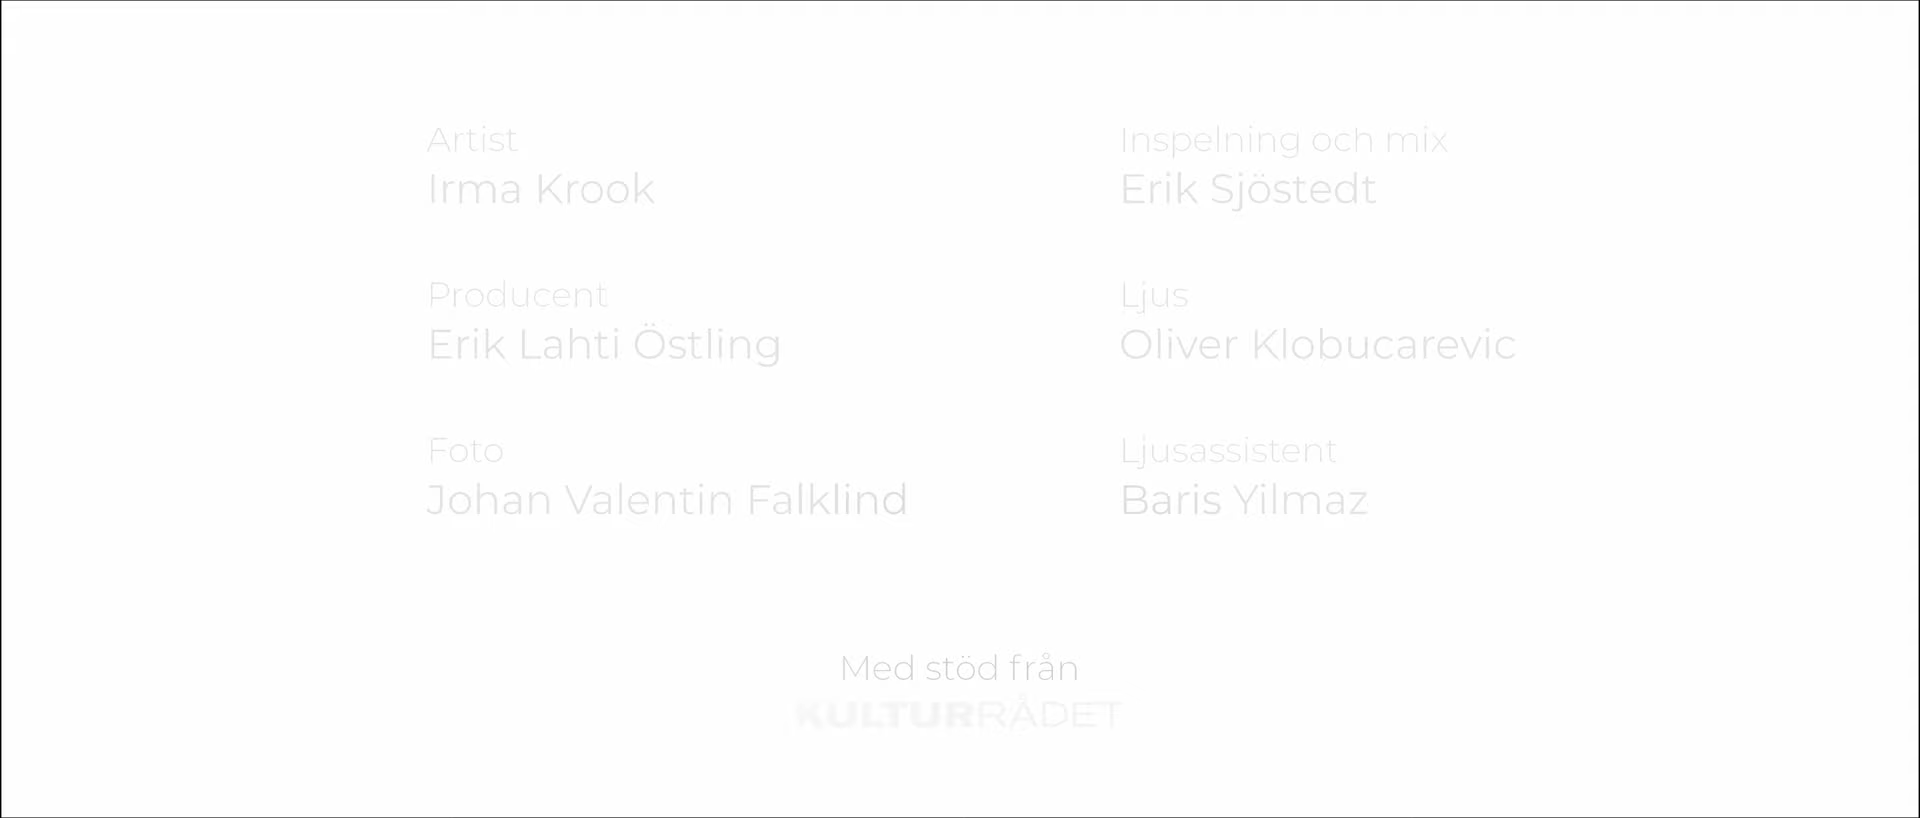 Artist
Irma Krook
Producent
Erik Lahti Östling
Foto
Johan Valentin Falklind
Inspelning och mix
Erik Sjöstedt
Ljus
Oliver Klobucarevic
Ljusassistent
Baris Yilmaz
Med stöd från
KULTURRÅDET